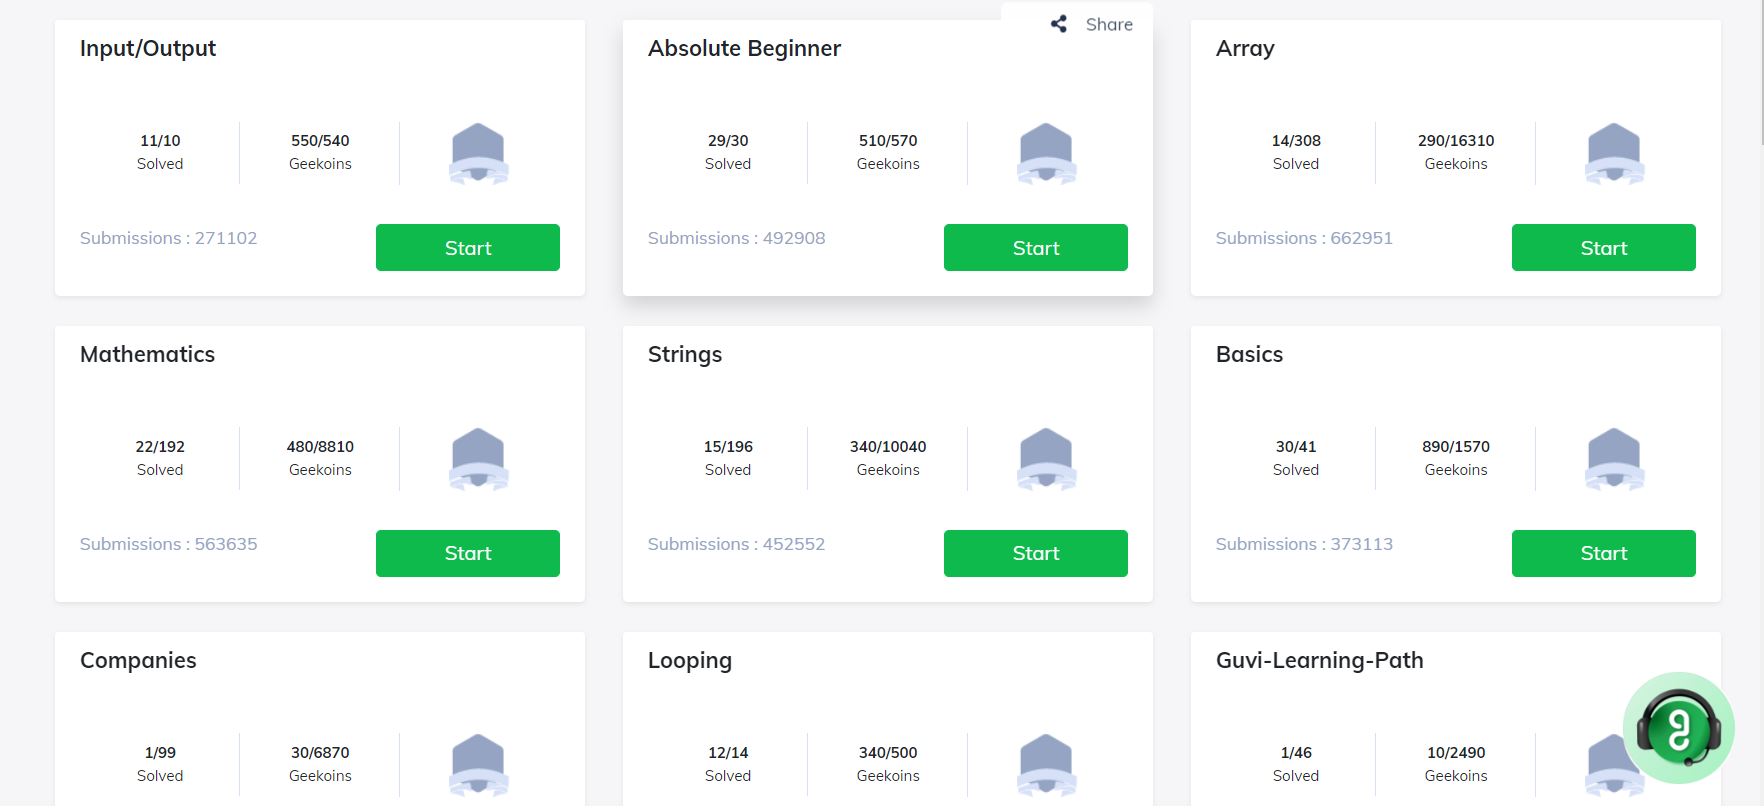 Share
Input/Output
Absolute Beginner
Array
11/10
550/540
29/30
510/570
14/308
290/16310
Solved
Geekoins
Solved
Geekoins
Solved
Geekoins
Submissions : 271102
Start
Submissions : 492908
Start
Submissions : 662951
Start
Mathematics
Strings
Basics
22/192
480/8810
15/196
340/10040
30/41
890/1570
Solved
Geekoins
Solved
Geekoins
Solved
Geekoins
Submissions : 563635
Start
Submissions : 452552
Start
Submissions : 373113
Start
Companies
Looping
Guvi-Learning-Path
1/99
30/6870
12/14
340/500
1/46
10/2490
Solved
Geekoins
Solved
Geekoins
Solved
Geekoins